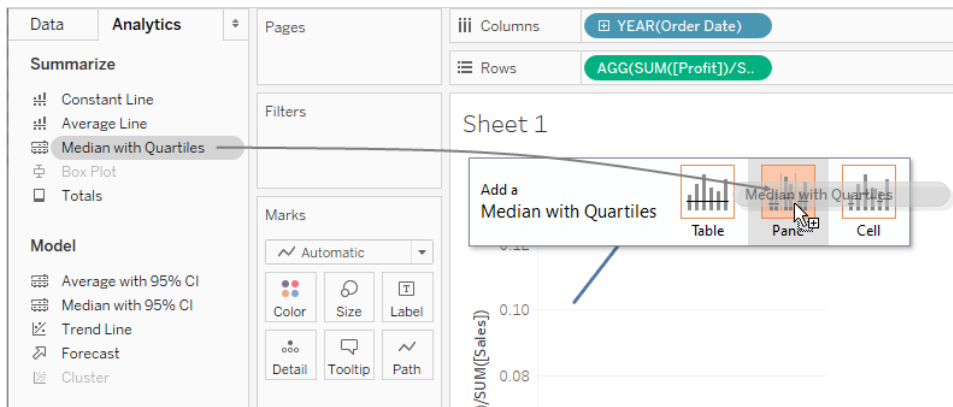 Data
Analytics
Summarize
Constant Line
Average Line
Median with Quartiles
Box Plot
Totals
Model
Average with 95% CI
Median with 95% CI
Trend Line
Forecast
Cluster
Pages
Filters
Marks
Automatic
Color
Size
Label
Detail
Tooltip
Path
Columns
YEAR(Order Date)
Rows
AGG(SUM([Profit])/S..
Sheet 1
Add a
Median with Quartiles
Table
Pane
Cell
Median with Quartiles
0.12
0.10
0.08
)/SUM([Sales])